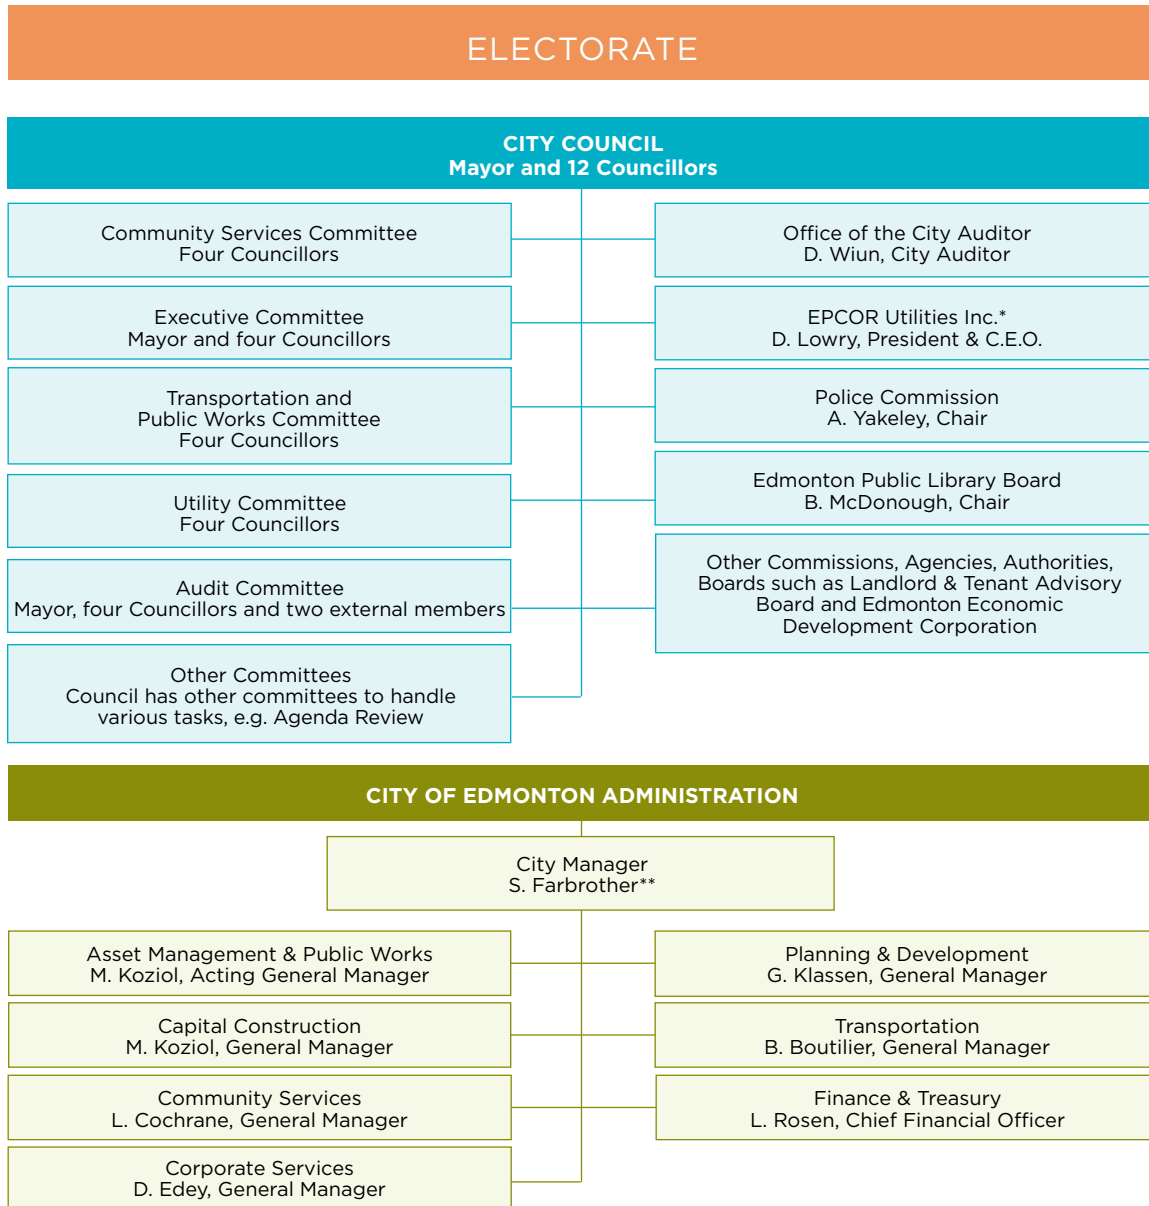 ELECTORATE
CITY COUNCIL
Mayor and 12 Councillors
Community Services Committee
Four Councillors
Executive Committee
Mayor and four Councillors
Transportation and
Public Works Committee
Four Councillors
Utility Committee
Four Councillors
Audit Committee
Mayor, four Councillors and two external members
Other Committees
Council has other committees to handle
various tasks, e.g. Agenda Review
Office of the City Auditor
D. Wiun, City Auditor
EPCOR Utilities Inc.*
D. Lowry, President & C.E.O.
Police Commission
A. Yakeley, Chair
Edmonton Public Library Board
B. McDonough, Chair
Other Commissions, Agencies, Authorities,
Boards such as Landlord & Tenant Advisory
Board and Edmonton Economic
Development Corporation
CITY OF EDMONTON ADMINISTRATION
City Manager
S. Farbrother**
Asset Management & Public Works
M. Koziol, Acting General Manager
Capital Construction
M. Koziol, General Manager
Community Services
L. Cochrane, General Manager
Corporate Services
D. Edey, General Manager
Planning & Development
G. Klassen, General Manager
Transportation
B. Boutilier, General Manager
Finance & Treasury
L. Rosen, Chief Financial Officer